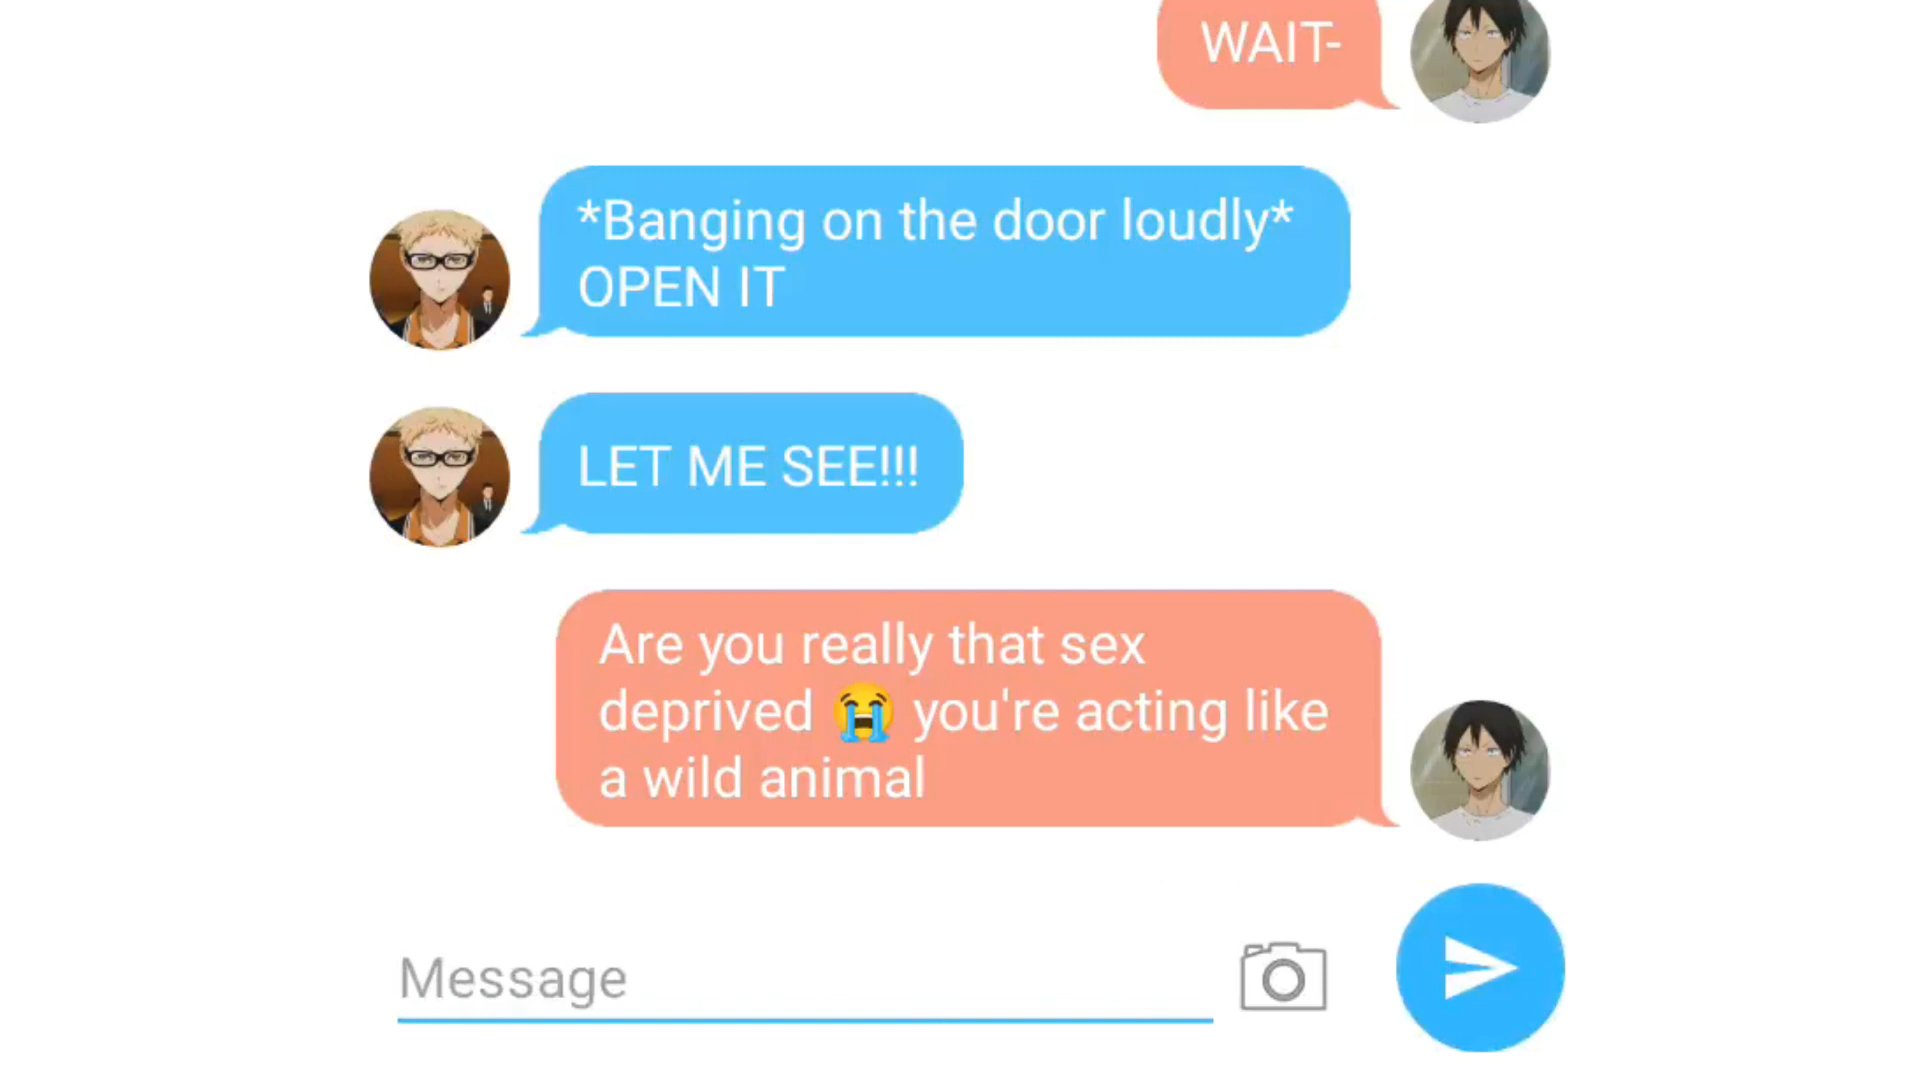 WAIT-
*Banging on the door loudly*
OPEN IT
LET ME SEE!!!
Are you really that sex
deprived 😭 you're acting like
a wild animal
Message